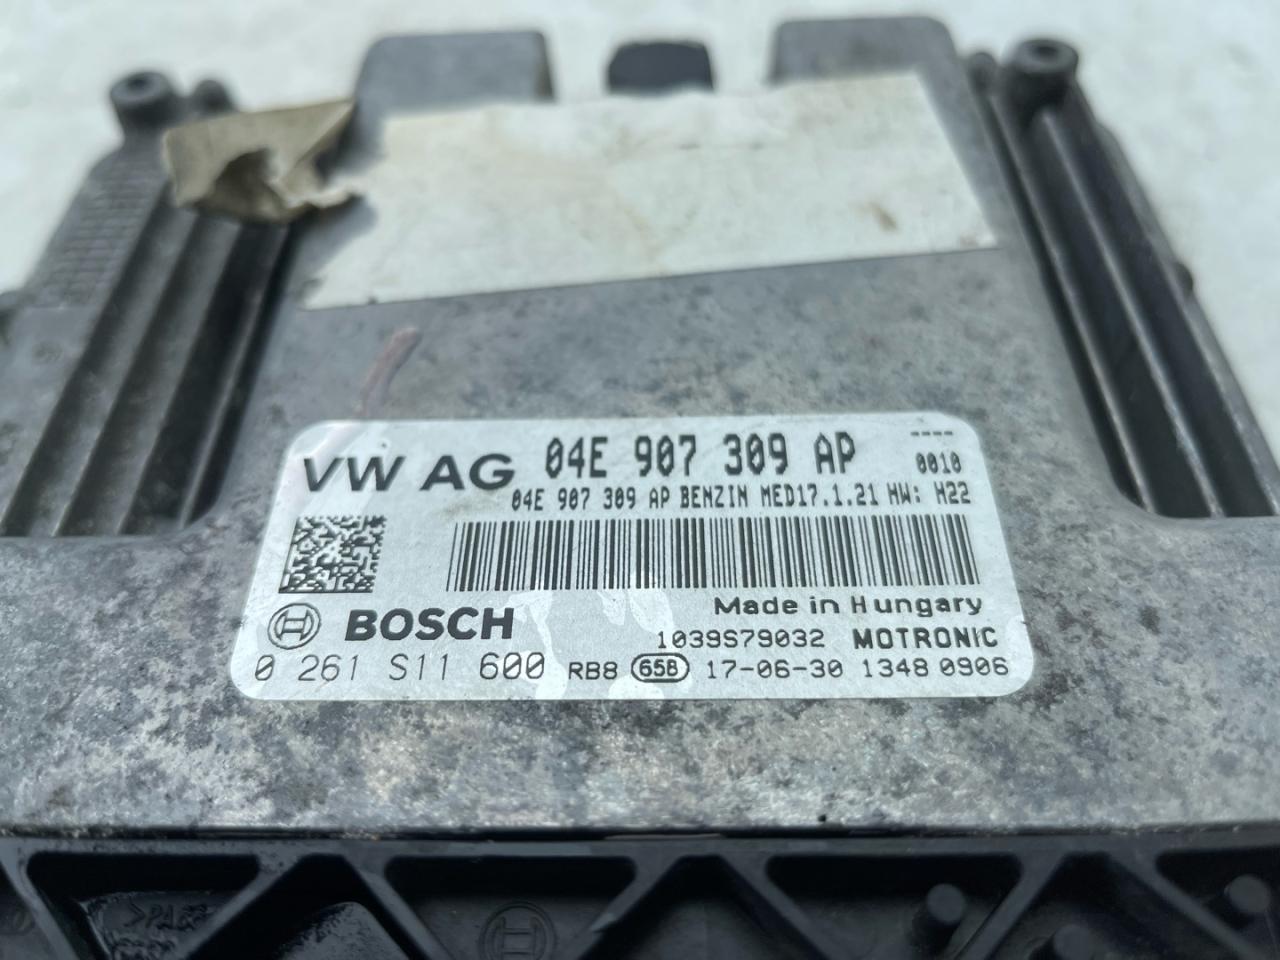 VW AG 04E 907 309 AP ----
0010
04E 907 309 AP BENZIN MED17.1.21 HW: H22
Made in Hungary
BOSCH
1039S79032 MOTRONIC
0 261 S11 600 RB8 65B 17-06-30 1348 0906